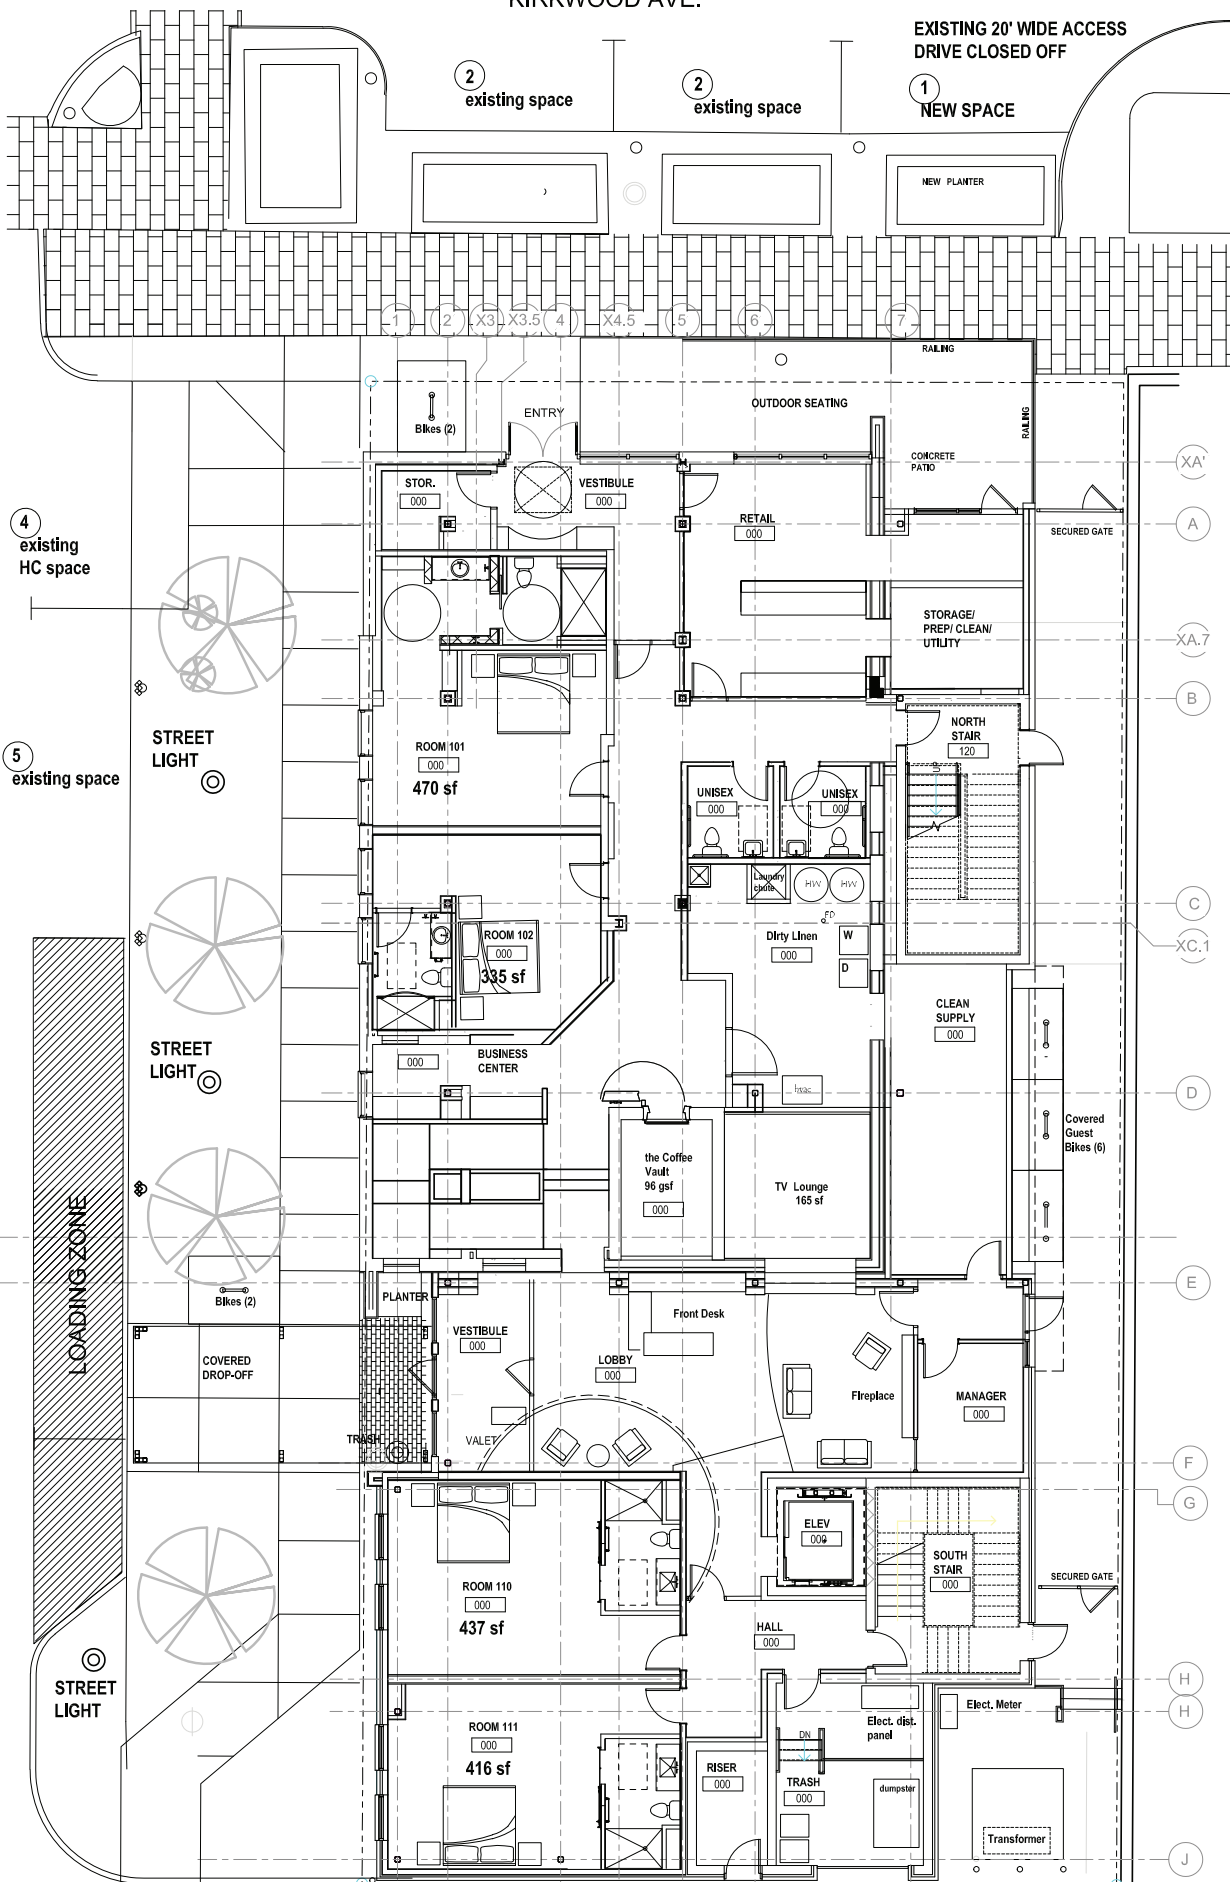 KIRKWOOD AVE.
EXISTING 20' WIDE ACCESS
DRIVE CLOSED OFF
2
existing space
2
existing space
1
NEW SPACE
NEW PLANTER
1
2
X3
X3.5
4
X4.5
5
6
7
RAILING
OUTDOOR SEATING
RAILING
Bikes (2)
ENTRY
CONCRETE
PATIO
XA'
STOR.
000
VESTIBULE
000
RETAIL
000
A
SECURED GATE
4
existing
HC space
STORAGE/
PREP/ CLEAN/
UTILITY
XA.7
B
NORTH
STAIR
120
UP
STREET
LIGHT
5
existing space
ROOM 101
000
470 sf
UNISEX
000
UNISEX
000
Laundry
chute
HW
HW
C
FD
ROOM 102
000
335 sf
Dirty Linen
000
W
D
XC.1
CLEAN
SUPPLY
000
STREET
LIGHT
000
BUSINESS
CENTER
hvac
D
Covered
Guest
Bikes (6)
the Coffee
Vault
96 gsf
000
TV Lounge
165 sf
LOADING ZONE
E
Bikes (2)
PLANTER
VESTIBULE
000
Front Desk
COVERED
DROP-OFF
LOBBY
000
Fireplace
MANAGER
000
TRASH
VALET
F
G
ELEV
000
SOUTH
STAIR
000
SECURED GATE
ROOM 110
000
437 sf
HALL
000
STREET
LIGHT
H
H
Elect. Meter
Elect. dist.
panel
ROOM 111
000
416 sf
DN
RISER
000
TRASH
000
dumpster
Transformer
J